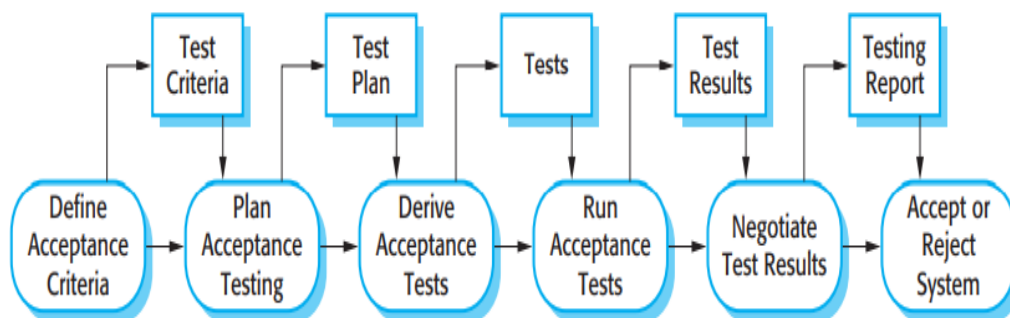 Test
Criteria
Test
Plan
Tests
Test
Results
Testing
Report
Define
Acceptance
Criteria
Plan
Acceptance
Testing
Derive
Acceptance
Tests
Run
Acceptance
Tests
Negotiate
Test Results
Accept or
Reject
System